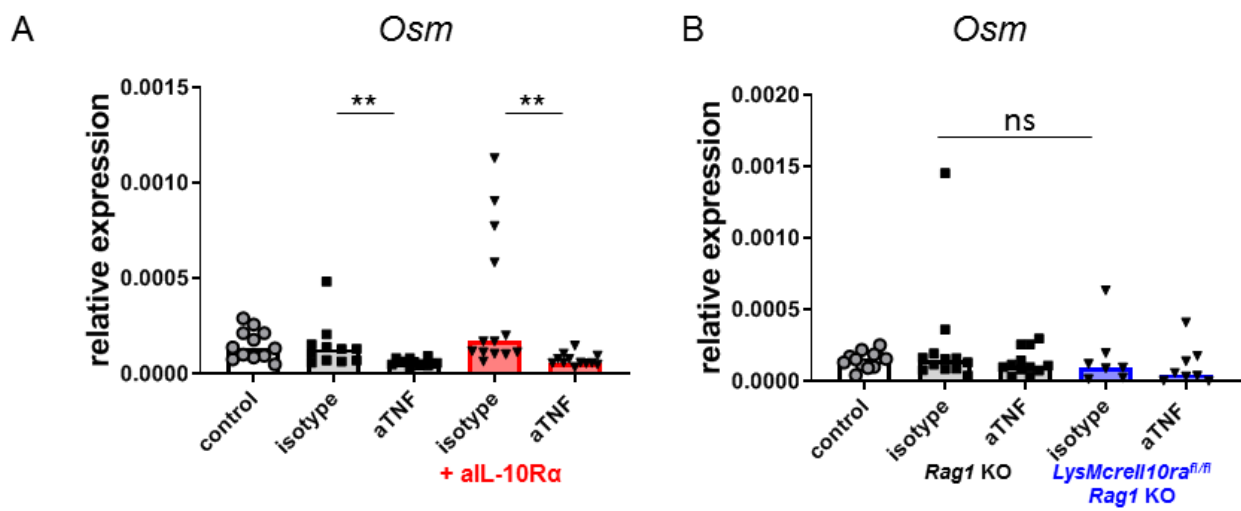 A
Osm
relative expression
0.0015
0.0010
0.0005
0.0000
**
**
control
isotype
aTNF
isotype
aTNF
+ aIL-10Rα
B
Osm
relative expression
0.0020
0.0015
0.0010
0.0005
0.0000
ns
control
isotype
aTNF
isotype
aTNF
Rag1 KO
LysMcreIl10ra^fl/fl
Rag1 KO